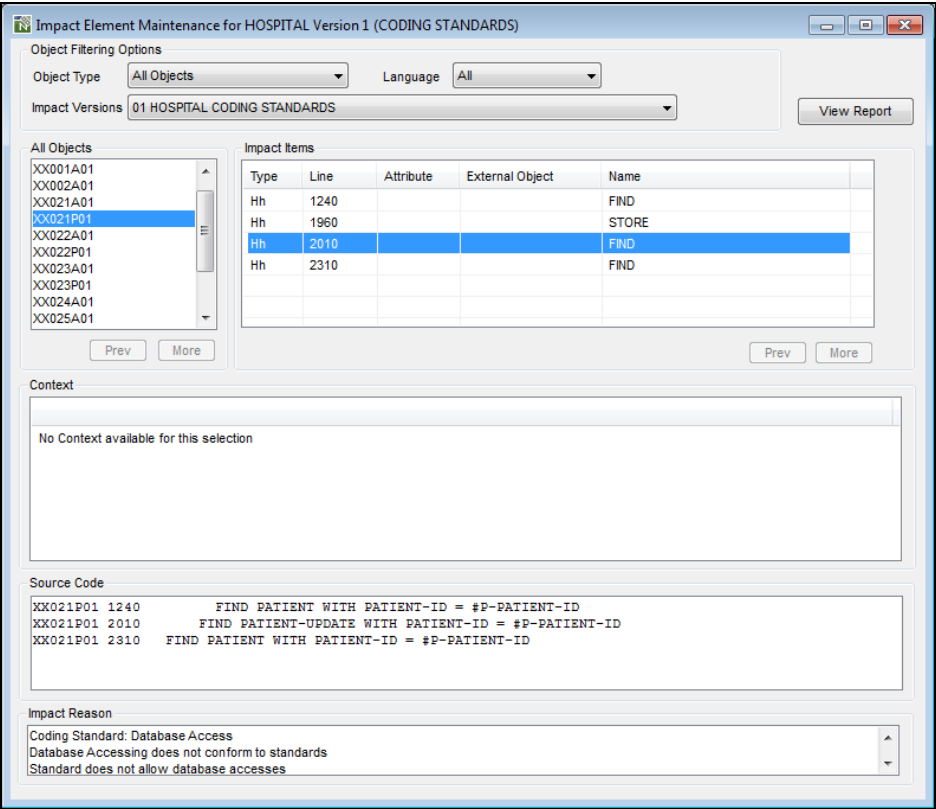 Impact Element Maintenance for HOSPITAL Version 1 (CODING STANDARDS)
Object Filtering Options
Object Type All Objects Language All
Impact Versions 01 HOSPITAL CODING STANDARDS
View Report
All Objects
XX001A01
XX002A01
XX021A01
XX021P01
XX022A01
XX022P01
XX023A01
XX023P01
XX024A01
XX025A01
Prev More
Impact Items
Type Line Attribute External Object Name
Hh 1240 FIND
Hh 1960 STORE
Hh 2010 FIND
Hh 2310 FIND
Prev More
Context
No Context available for this selection
Source Code
XX021P01 1240 FIND PATIENT WITH PATIENT-ID = #P-PATIENT-ID
XX021P01 2010 FIND PATIENT-UPDATE WITH PATIENT-ID = #P-PATIENT-ID
XX021P01 2310 FIND PATIENT WITH PATIENT-ID = #P-PATIENT-ID
Impact Reason
Coding Standard: Database Access
Database Accessing does not conform to standards
Standard does not allow database accesses